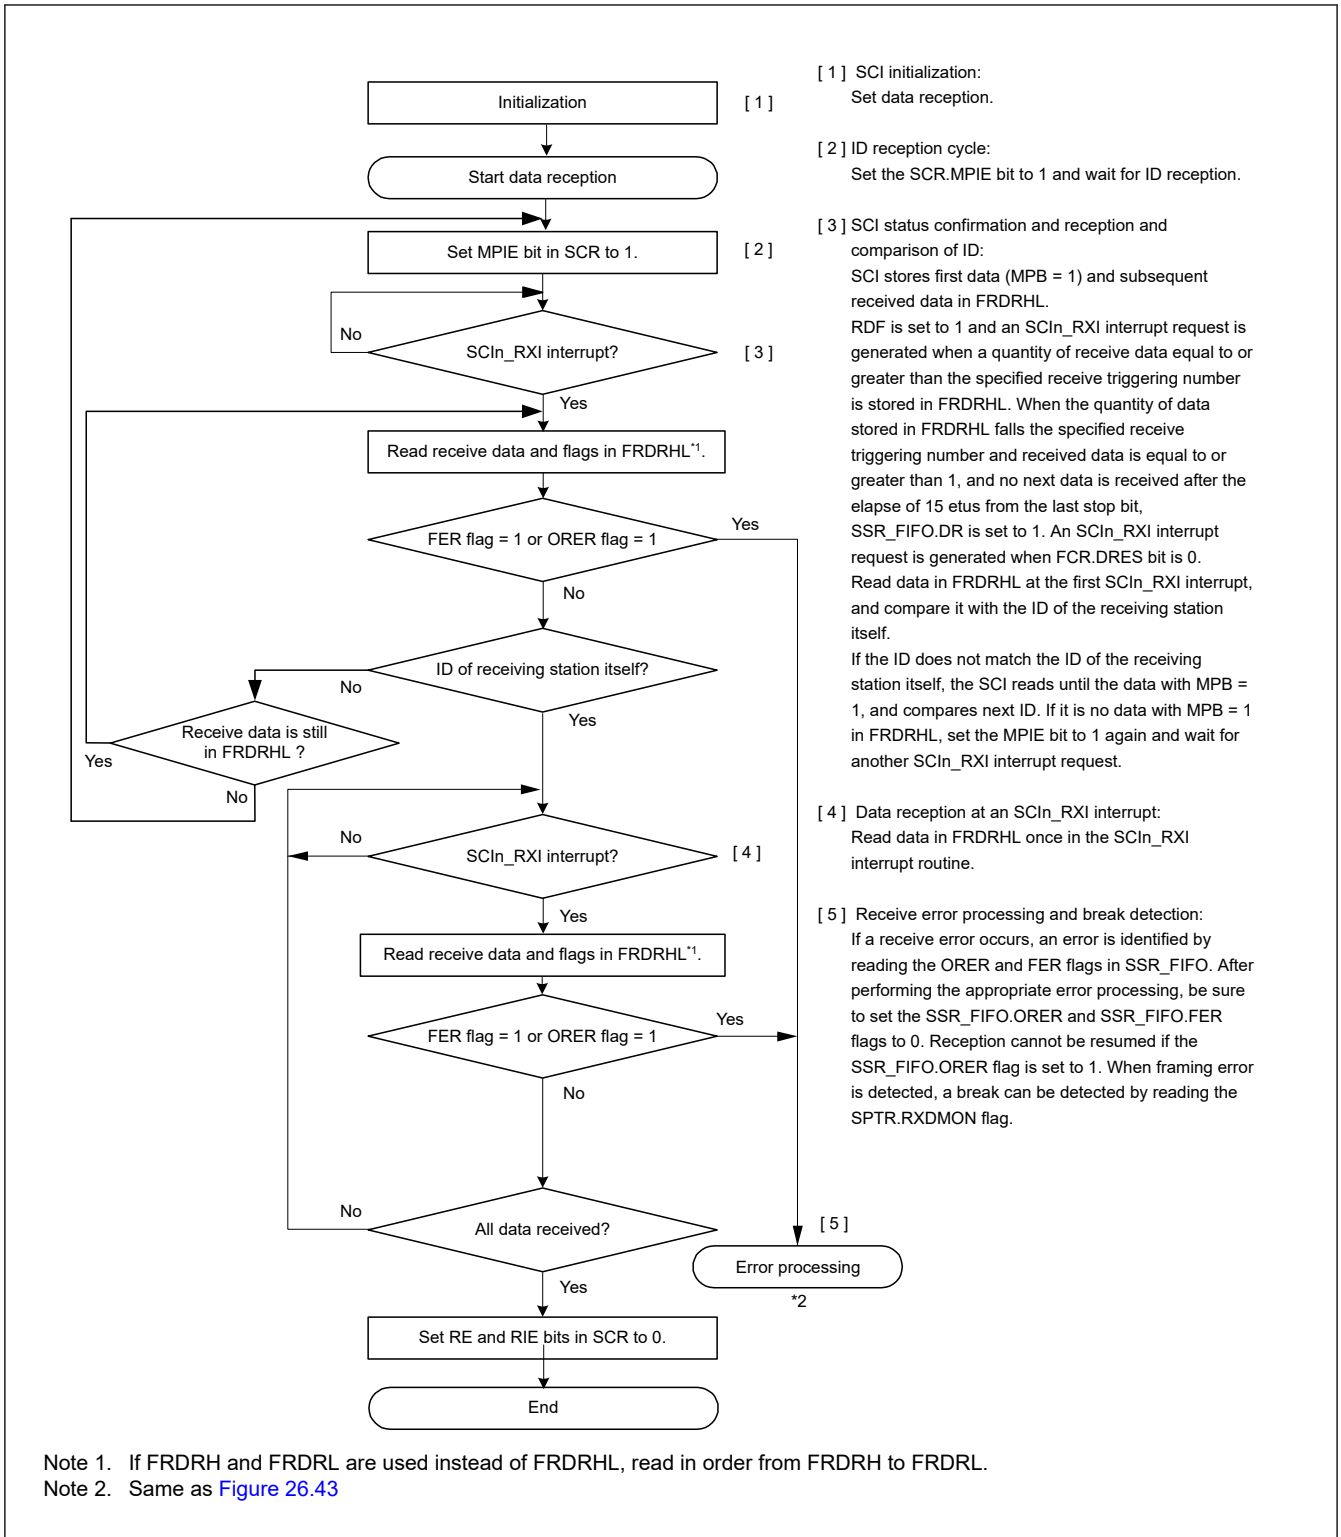 Initialization
[ 1 ]
Start data reception
Set MPIE bit in SCR to 1.
[ 2 ]
No
SCIn_RXI interrupt?
[ 3 ]
Yes
Read receive data and flags in FRDRHL*1.
FER flag = 1 or ORER flag = 1
Yes
No
ID of receiving station itself?
No
Yes
Receive data is still
in FRDRHL ?
Yes
No
No
SCIn_RXI interrupt?
[ 4 ]
Yes
Read receive data and flags in FRDRHL*1.
FER flag = 1 or ORER flag = 1
Yes
No
No
All data received?
Yes
[ 5 ]
Error processing
*2
Set RE and RIE bits in SCR to 0.
End
[ 1 ] SCI initialization:
Set data reception.
[ 2 ] ID reception cycle:
Set the SCR.MPIE bit to 1 and wait for ID reception.
[ 3 ] SCI status confirmation and reception and
comparison of ID:
SCI stores first data (MPB = 1) and subsequent
received data in FRDRHL.
RDF is set to 1 and an SCIn_RXI interrupt request is
generated when a quantity of receive data equal to or
greater than the specified receive triggering number
is stored in FRDRHL. When the quantity of data
stored in FRDRHL falls the specified receive
triggering number and received data is equal to or
greater than 1, and no next data is received after the
elapse of 15 etus from the last stop bit,
SSR_FIFO.DR is set to 1. An SCIn_RXI interrupt
request is generated when FCR.DRES bit is 0.
Read data in FRDRHL at the first SCIn_RXI interrupt,
and compare it with the ID of the receiving station
itself.
If the ID does not match the ID of the receiving
station itself, the SCI reads until the data with MPB =
1, and compares next ID. If it is no data with MPB = 1
in FRDRHL, set the MPIE bit to 1 again and wait for
another SCIn_RXI interrupt request.
[ 4 ] Data reception at an SCIn_RXI interrupt:
Read data in FRDRHL once in the SCIn_RXI
interrupt routine.
[ 5 ] Receive error processing and break detection:
If a receive error occurs, an error is identified by
reading the ORER and FER flags in SSR_FIFO. After
performing the appropriate error processing, be sure
to set the SSR_FIFO.ORER and SSR_FIFO.FER
flags to 0. Reception cannot be resumed if the
SSR_FIFO.ORER flag is set to 1. When framing error
is detected, a break can be detected by reading the
SPTR.RXDMON flag.
Note 1. If FRDRH and FRDRL are used instead of FRDRHL, read in order from FRDRH to FRDRL.
Note 2. Same as Figure 26.43